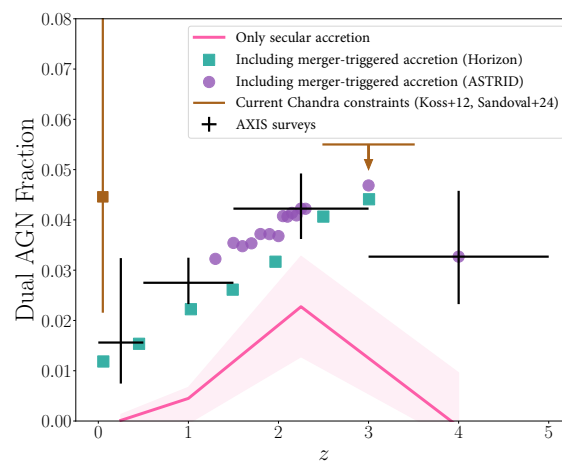 0.08
0.07
0.06
0.05
0.04
0.03
0.02
0.01
0.00
Dual AGN Fraction
Only secular accretion
Including merger-triggered accretion (Horizon)
Including merger-triggered accretion (ASTRID)
Current Chandra constraints (Koss+12, Sandoval+24)
AXIS surveys
0 1 2 3 4 5
z